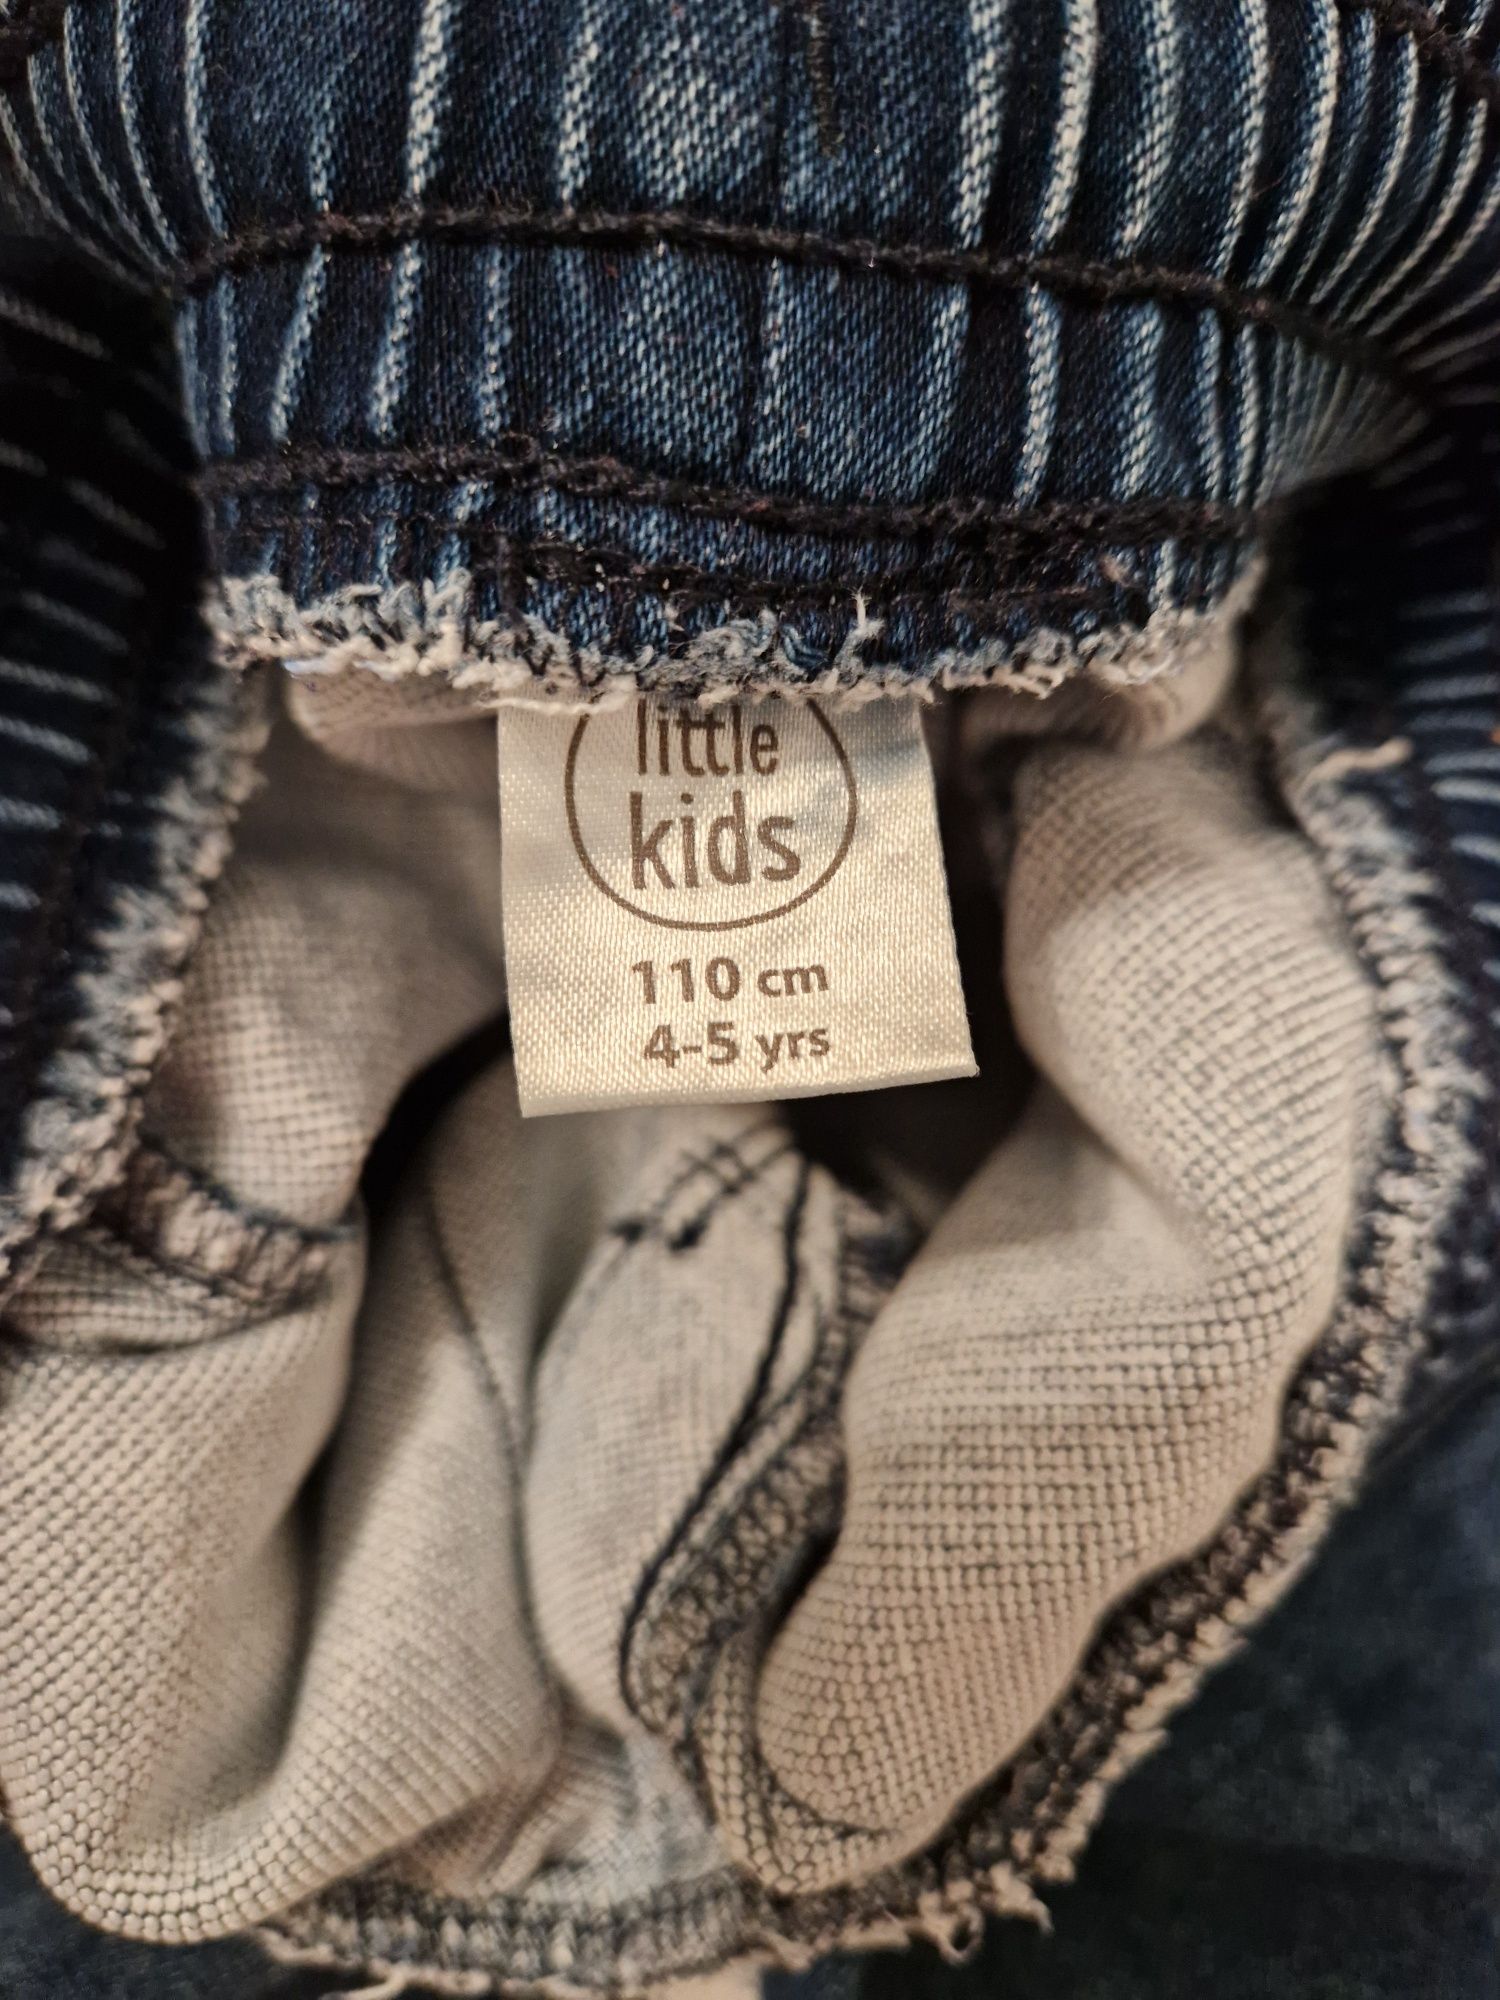 little
kids
110 cm
4-5 yrs